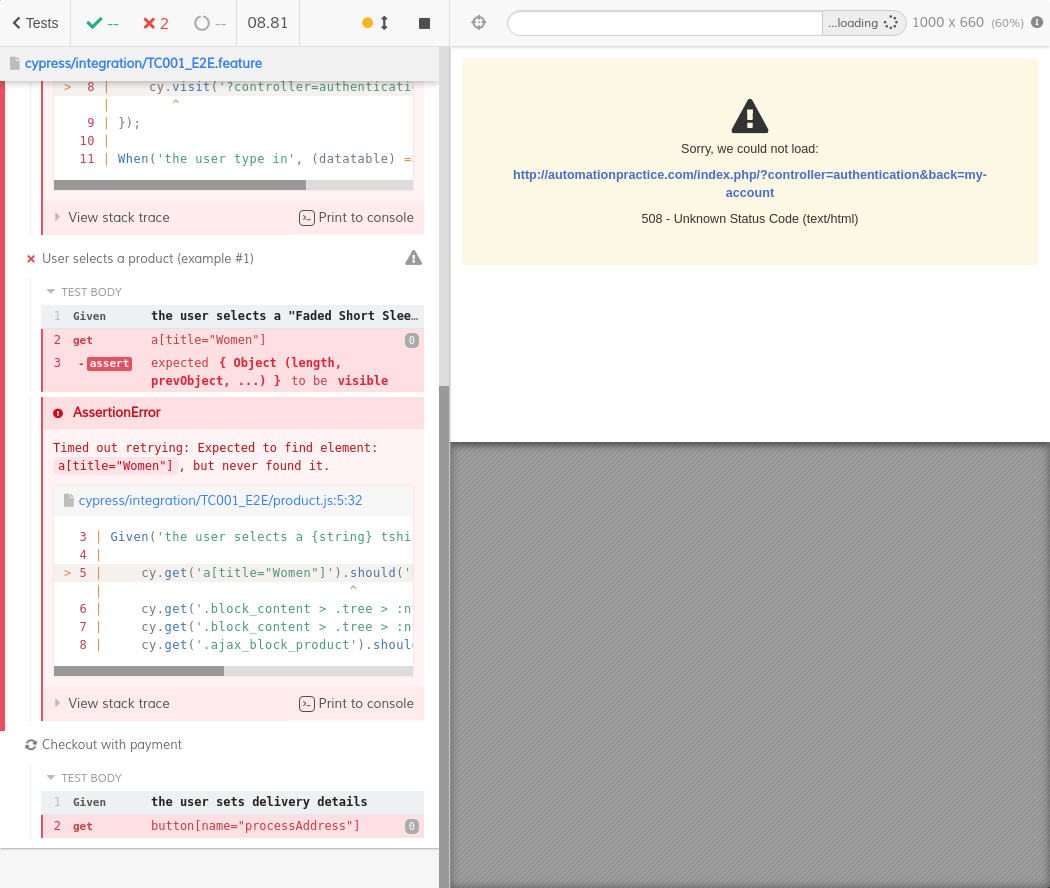 Tests
--
2
--
08.81
...loading
1000 x 660 (60%)
cypress/integration/TC001_E2E.feature
> 8 | cy.visit('?controller=authenticati
| ^
9 | });
10 |
11 | When('the user type in', (datatable) =>
View stack trace
Print to console
User selects a product (example #1)
TEST BODY
1 Given the user selects a "Faded Short Slee…
2 get a[title="Women"] 0
3 -assert expected { Object (length,
prevObject, ...) } to be visible
AssertionError
Timed out retrying: Expected to find element:
a[title="Women"], but never found it.
cypress/integration/TC001_E2E/product.js:5:32
3 | Given('the user selects a {string} tshi
4 |
> 5 | cy.get('a[title="Women"]').should('
| ^
6 | cy.get('.block_content > .tree > :n
7 | cy.get('.block_content > .tree > :n
8 | cy.get('.ajax_block_product').shoul
View stack trace
Print to console
Checkout with payment
TEST BODY
1 Given the user sets delivery details
2 get button[name="processAddress"] 0
Sorry, we could not load:
http://automationpractice.com/index.php/?controller=authentication&back=my-
account
508 - Unknown Status Code (text/html)